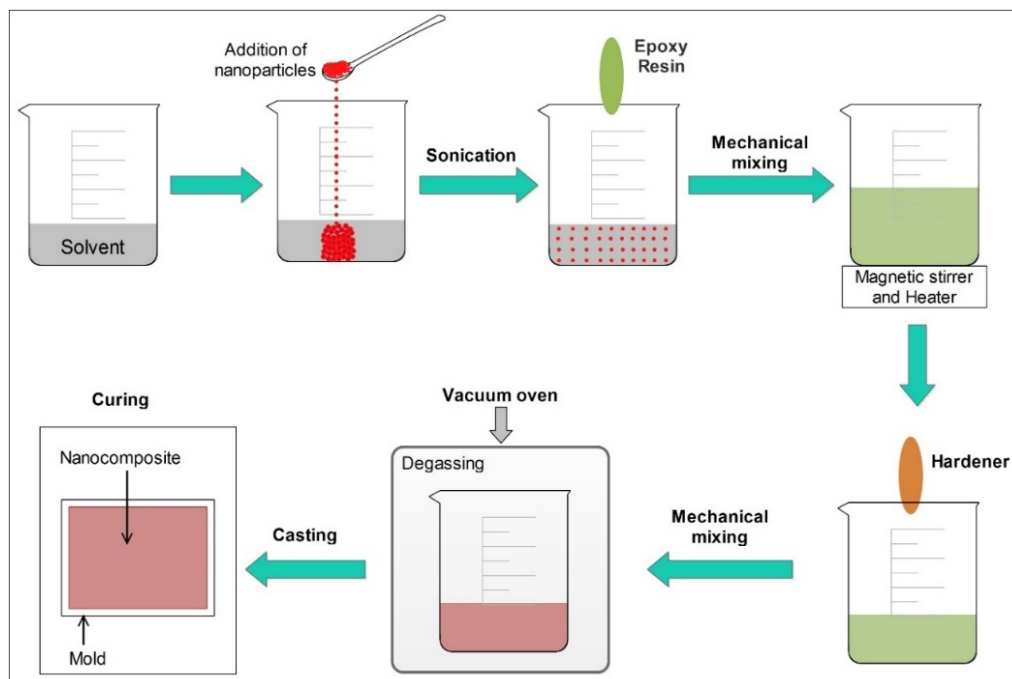 Addition of
nanoparticles
Epoxy
Resin
Sonication
Mechanical
mixing
Solvent
Magnetic stirrer
and Heater
Hardener
Mechanical
mixing
Vacuum oven
Degassing
Casting
Curing
Nanocomposite
Mold